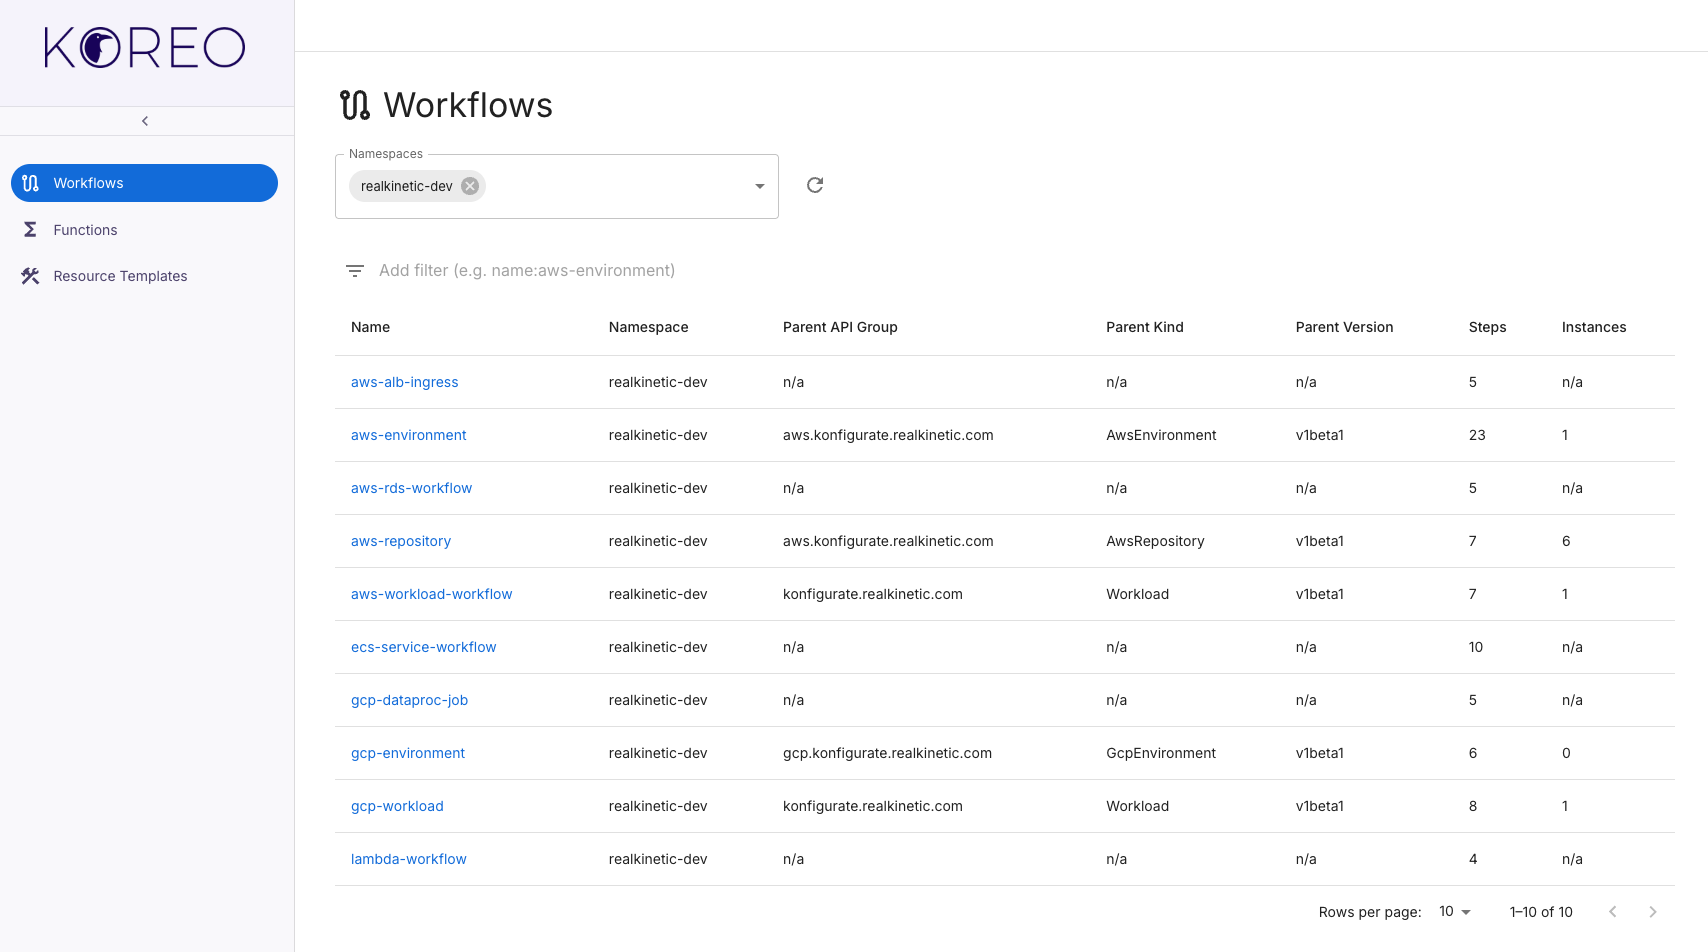 KOREO
Workflows
Functions
Resource Templates
Workflows
Namespaces
realkinetic-dev
Add filter (e.g. name:aws-environment)
Name Namespace Parent API Group Parent Kind Parent Version Steps Instances
aws-alb-ingress realkinetic-dev n/a n/a n/a 5 n/a
aws-environment realkinetic-dev aws.konfigurate.realkinetic.com AwsEnvironment v1beta1 23 1
aws-rds-workflow realkinetic-dev n/a n/a n/a 5 n/a
aws-repository realkinetic-dev aws.konfigurate.realkinetic.com AwsRepository v1beta1 7 6
aws-workload-workflow realkinetic-dev konfigurate.realkinetic.com Workload v1beta1 7 1
ecs-service-workflow realkinetic-dev n/a n/a n/a 10 n/a
gcp-dataproc-job realkinetic-dev n/a n/a n/a 5 n/a
gcp-environment realkinetic-dev gcp.konfigurate.realkinetic.com GcpEnvironment v1beta1 6 0
gcp-workload realkinetic-dev konfigurate.realkinetic.com Workload v1beta1 8 1
lambda-workflow realkinetic-dev n/a n/a n/a 4 n/a
Rows per page: 10 1–10 of 10